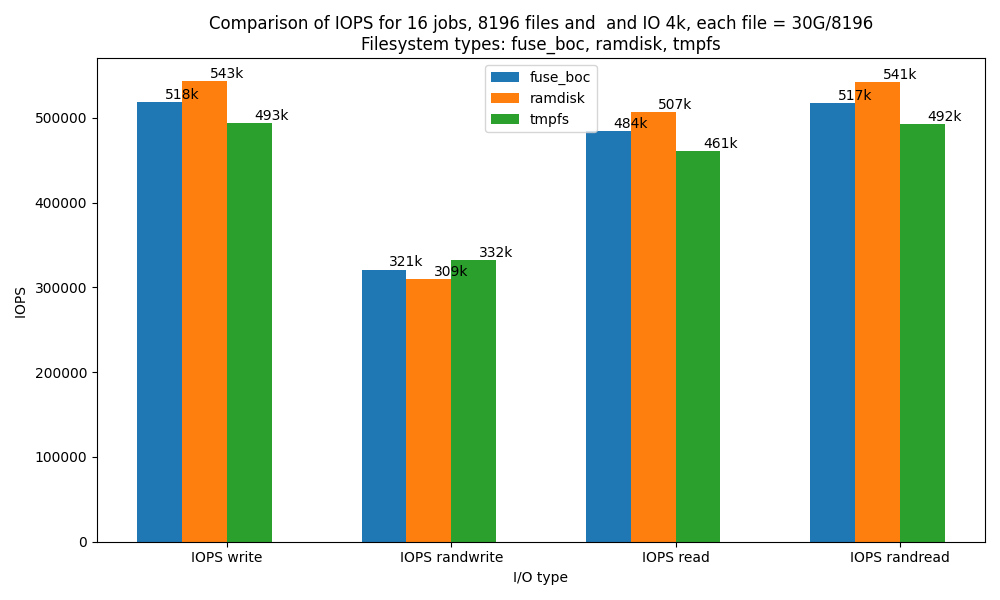 Comparison of IOPS for 16 jobs, 8196 files and  and IO 4k, each file = 30G/8196
Filesystem types: fuse_boc, ramdisk, tmpfs
fuse_boc
ramdisk
tmpfs
518k
543k
493k
321k
309k
332k
484k
507k
461k
517k
541k
492k
500000
400000
300000
200000
100000
0
IOPS
IOPS write
IOPS randwrite
IOPS read
IOPS randread
I/O type